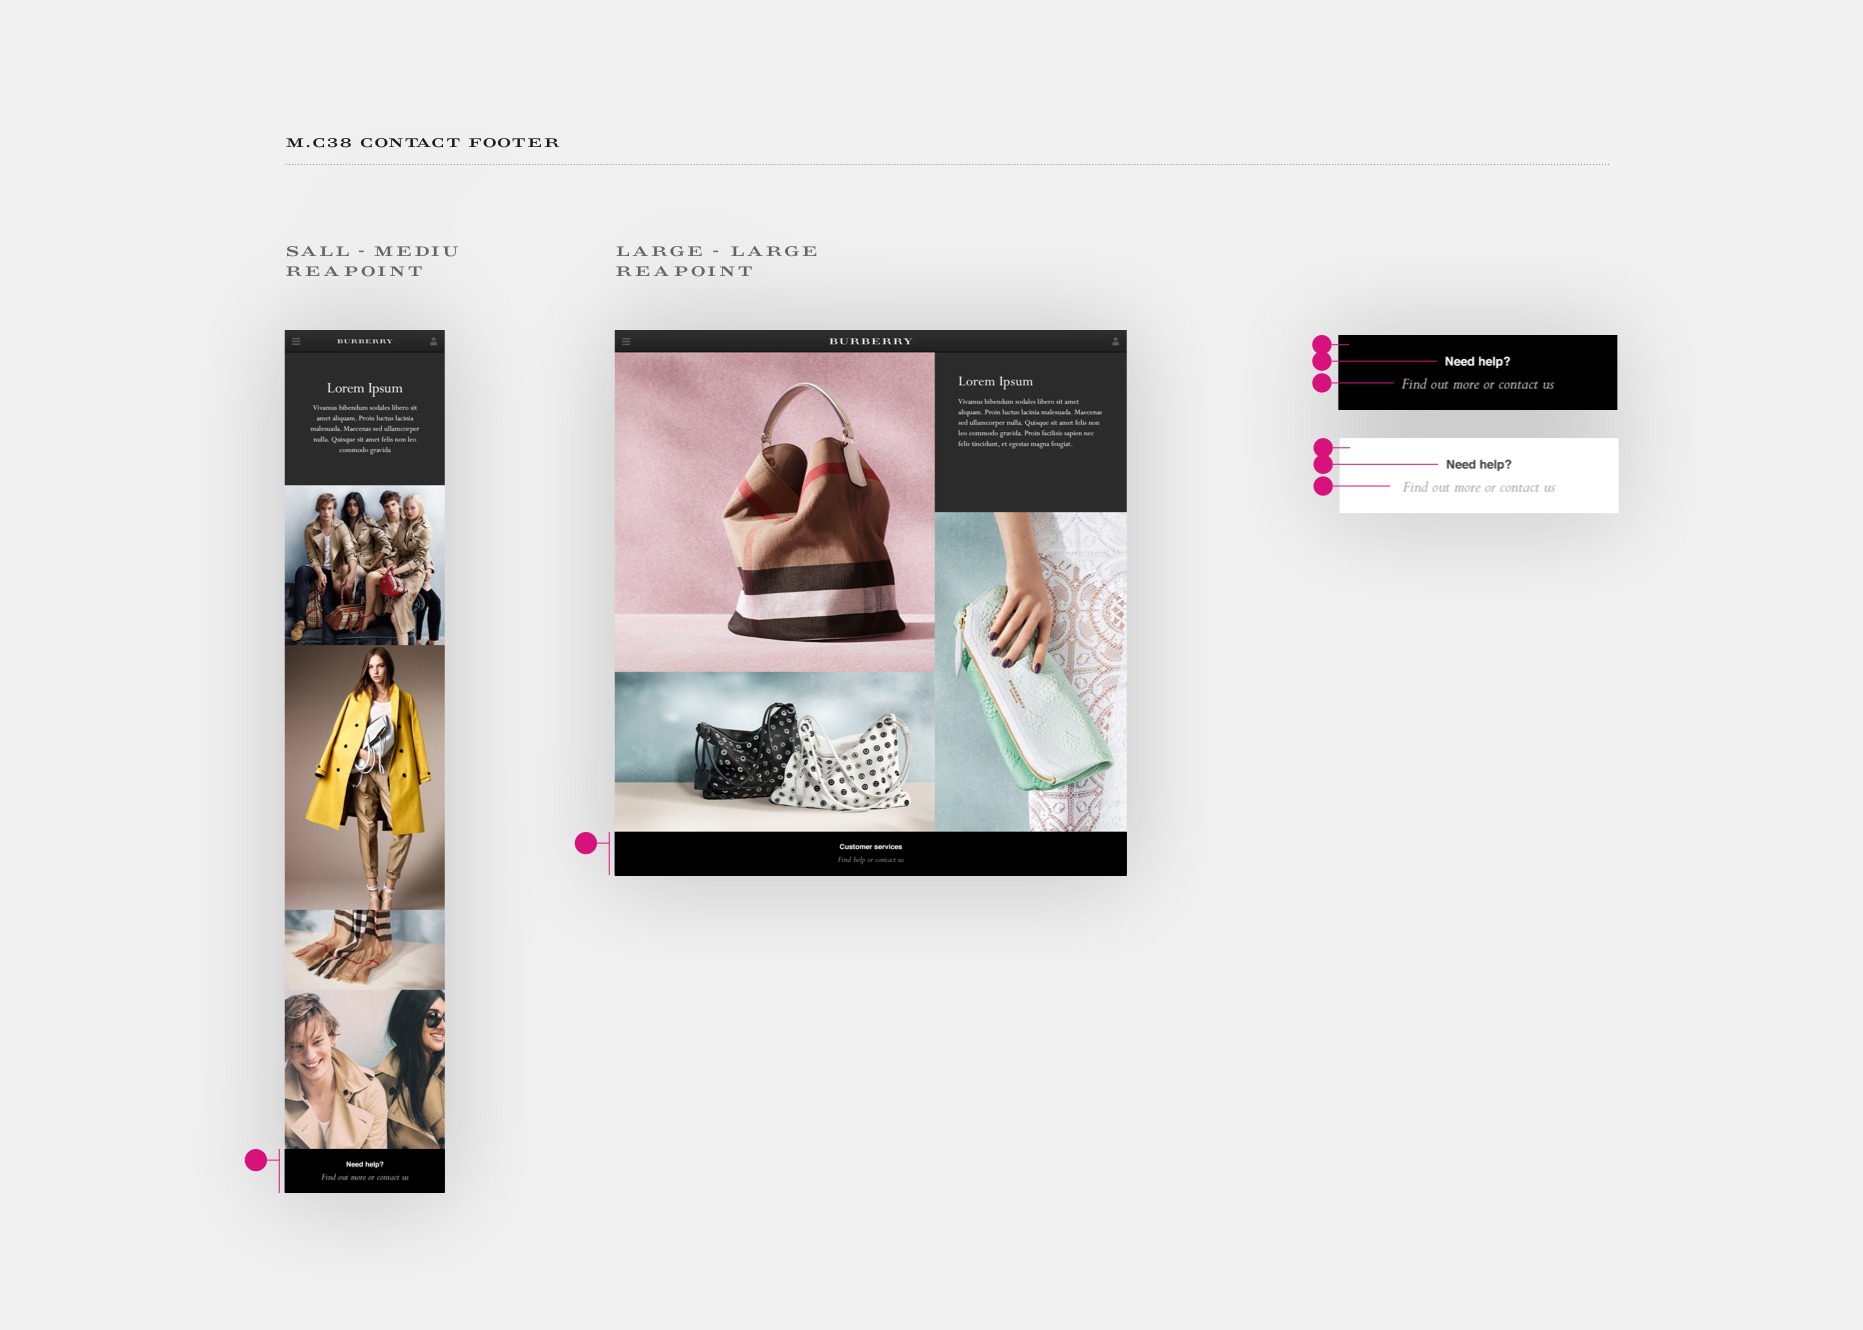 M.C38 CONTACT FOOTER
SALL - MEDIU
REAPOINT
LARGE - LARGE
REAPOINT
BURBERRY
Lorem Ipsum
Vivamus bibendum sodales libero sit
amet aliquam. Proin luctus lacinia
malesuada. Maecenas sed ullamcorper
nulla. Quisque sit amet felis non leo
commodo gravida
Need help?
Find out more or contact us
BURBERRY
Lorem Ipsum
Vivamus bibendum sodales libero sit amet
aliquam. Proin luctus lacinia malesuada. Maecenas
sed ullamcorper nulla. Quisque sit amet felis non
leo commodo gravida. Proin facilisis sapien nec
felis tincidunt, et egestas magna feugiat.
BURBERRY
Customer services
Find help or contact us
Need help?
Find out more or contact us
Need help?
Find out more or contact us